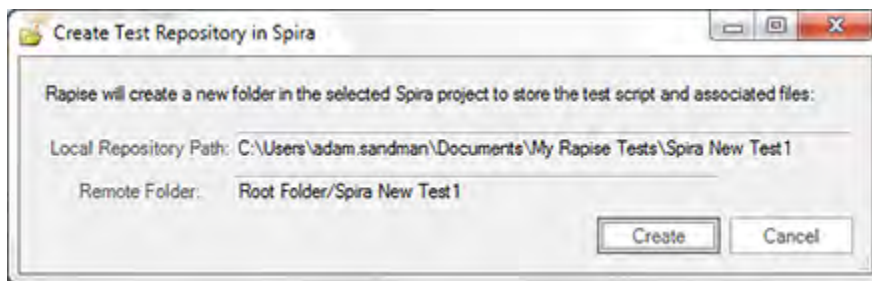 Create Test Repository in Spira
Rapise will create a new folder in the selected Spira project to store the test script and associated files:
Local Repository Path: C:\Users\adam.sandman\Documents\My Rapise Tests\Spira New Test1
Remote Folder: Root Folder/Spira New Test1
Create Cancel